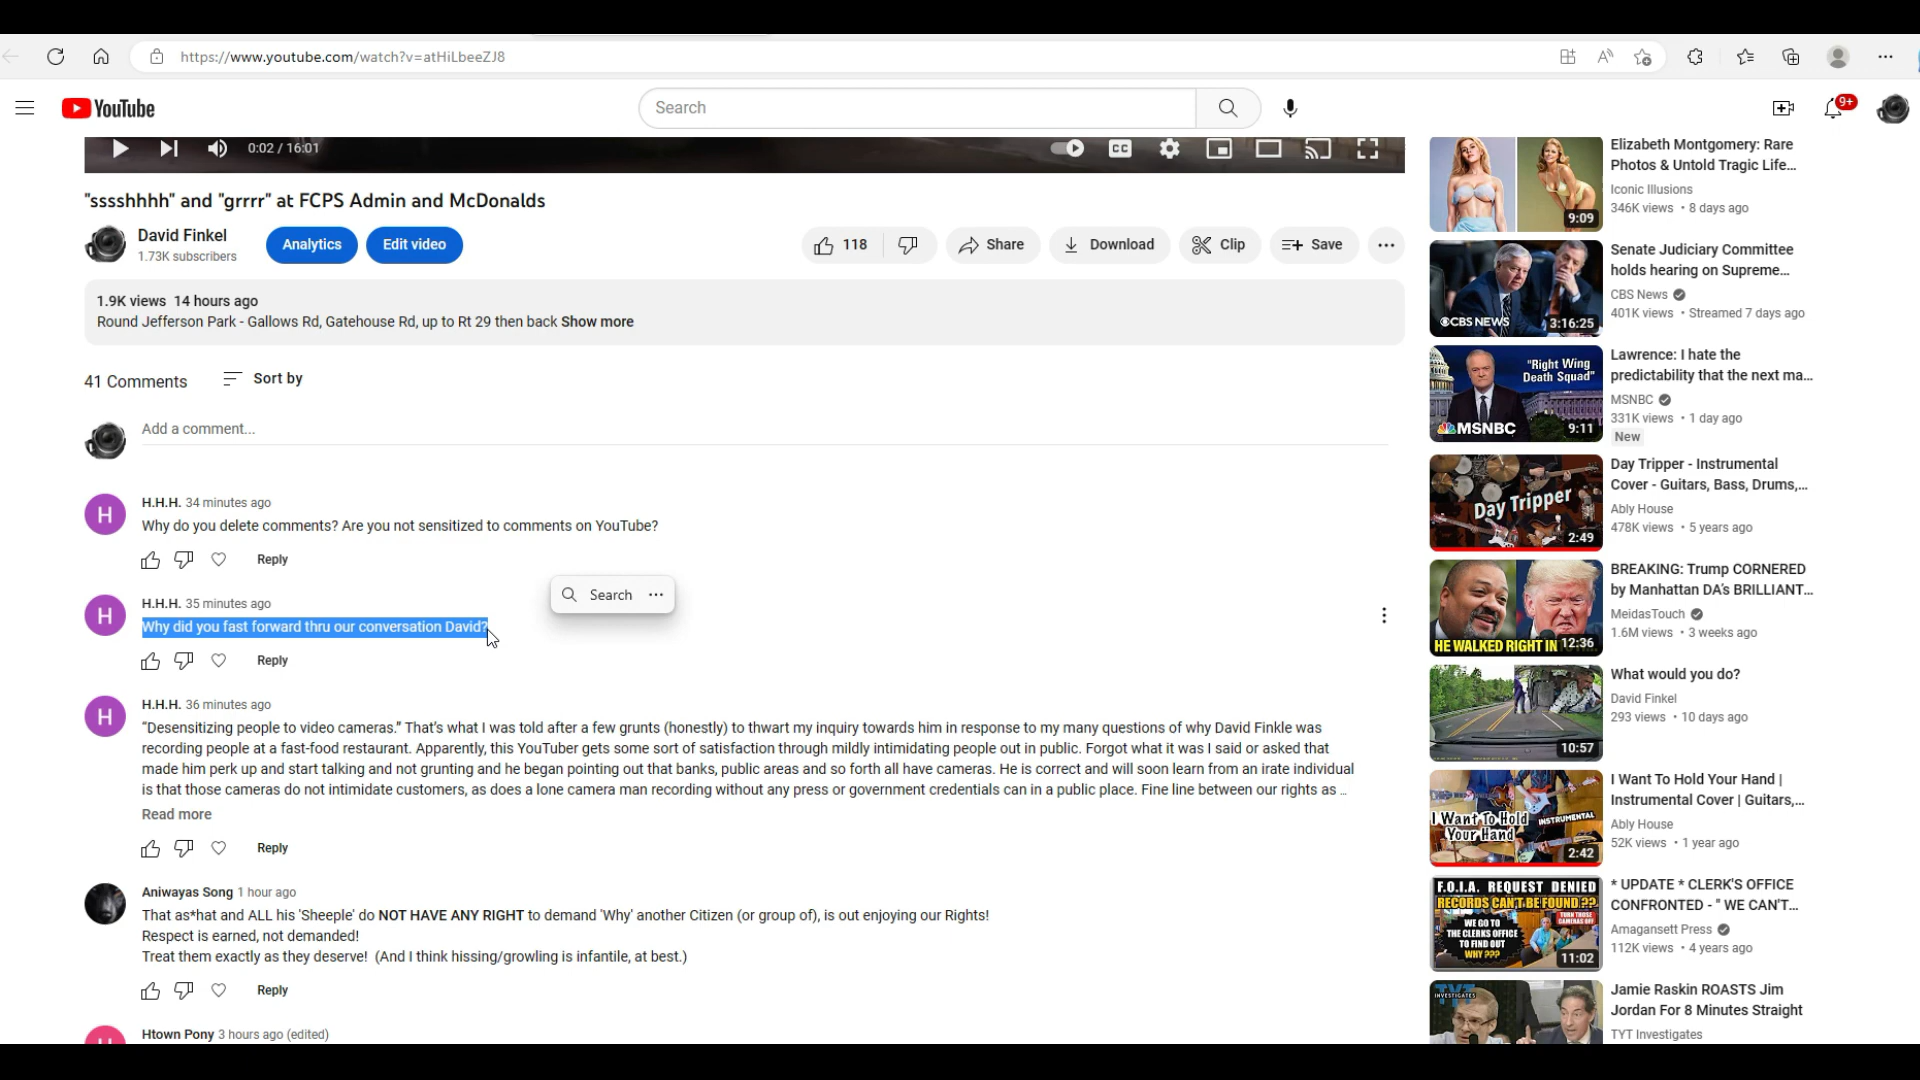 https://www.youtube.com/watch?v=atHiLbeeZJ8
YouTube
Search
9+
0:02 / 16:01
CC
"sssshhhh" and "grrrr" at FCPS Admin and McDonalds
David Finkel
1.73K subscribers
Analytics
Edit video
118
Share
Download
Clip
Save
1.9K views 14 hours ago
Round Jefferson Park - Gallows Rd, Gatehouse Rd, up to Rt 29 then back Show more
41 Comments
Sort by
Add a comment...
H
H.H.H. 34 minutes ago
Why do you delete comments? Are you not sensitized to comments on YouTube?
Reply
Search
H
H.H.H. 35 minutes ago
Why did you fast forward thru our conversation David?
Reply
H
H.H.H. 36 minutes ago
"Desensitizing people to video cameras." That's what I was told after a few grunts (honestly) to thwart my inquiry towards him in response to my many questions of why David Finkle was
recording people at a fast-food restaurant. Apparently, this YouTuber gets some sort of satisfaction through mildly intimidating people out in public. Forgot what it was I said or asked that
made him perk up and start talking and not grunting and he began pointing out that banks, public areas and so forth all have cameras. He is correct and will soon learn from an irate individual
is that those cameras do not intimidate customers, as does a lone camera man recording without any press or government credentials can in a public place. Fine line between our rights as ...
Read more
Reply
Aniwayas Song 1 hour ago
That as*hat and ALL his 'Sheeple' do NOT HAVE ANY RIGHT to demand 'Why' another Citizen (or group of), is out enjoying our Rights!
Respect is earned, not demanded!
Treat them exactly as they deserve! (And I think hissing/growling is infantile, at best.)
Reply
Htown Pony 3 hours ago (edited)
9:09
Elizabeth Montgomery: Rare
Photos & Untold Tragic Life...
Iconic Illusions
346K views • 8 days ago
CBS NEWS
3:16:25
Senate Judiciary Committee
holds hearing on Supreme...
CBS News
401K views • Streamed 7 days ago
"Right Wing
Death Squad"
MSNBC
9:11
Lawrence: I hate the
predictability that the next ma...
MSNBC
331K views • 1 day ago
New
Day Tripper
2:49
Day Tripper - Instrumental
Cover - Guitars, Bass, Drums,...
Ably House
478K views • 5 years ago
HE WALKED RIGHT IN
12:36
BREAKING: Trump CORNERED
by Manhattan DA's BRILLIANT...
MeidasTouch
1.6M views • 3 weeks ago
10:57
What would you do?
David Finkel
293 views • 10 days ago
I Want To Hold
Your Hand
INSTRUMENTAL
2:42
I Want To Hold Your Hand |
Instrumental Cover | Guitars,...
Ably House
52K views • 1 year ago
F.O.I.A. REQUEST DENIED
RECORDS CAN'T BE FOUND ??
WE GO TO
THE CLERKS OFFICE
TO FIND OUT
WHY ???
TURN THOSE
CAMERAS OFF
11:02
* UPDATE * CLERK'S OFFICE
CONFRONTED - " WE CAN'T...
Amagansett Press
112K views • 4 years ago
TYT
INVESTIGATES
Jamie Raskin ROASTS Jim
Jordan For 8 Minutes Straight
TYT Investigates